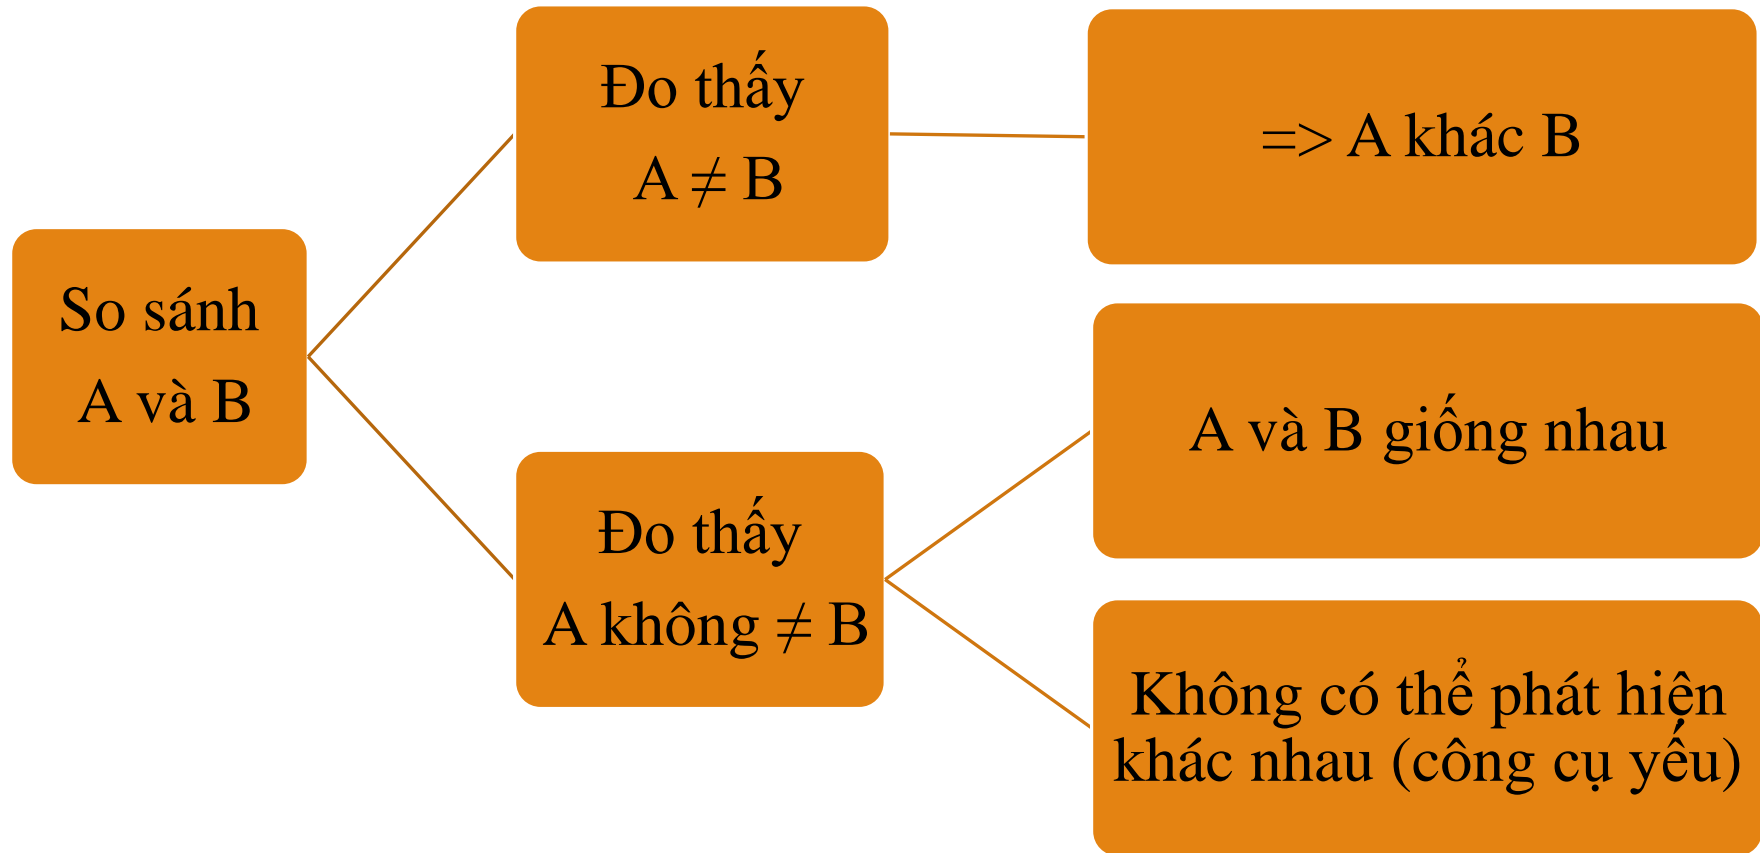 So sánh
A và B
Đo thấy
A ≠ B
=> A khác B
Đo thấy
A không ≠ B
A và B giống nhau
Không có thể phát hiện
khác nhau (công cụ yếu)